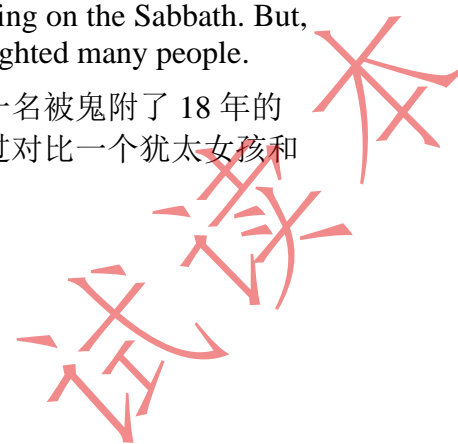 ing on the Sabbath. But,
ghted many people.
一名被鬼附了 18 年的
过对比一个犹太女孩和
试读本